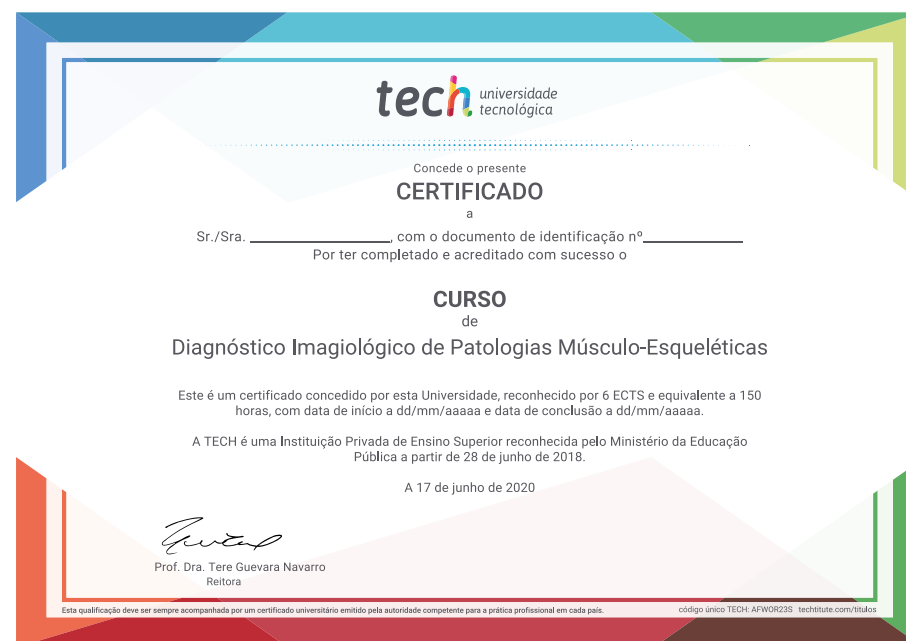 tech universidade
tecnológica
Concede o presente
CERTIFICADO
a
Sr./Sra. , com o documento de identificação nº
Por ter completado e acreditado com sucesso o
CURSO
de
Diagnóstico Imagiológico de Patologias Músculo-Esqueléticas
Este é um certificado concedido por esta Universidade, reconhecido por 6 ECTS e equivalente a 150
horas, com data de início a dd/mm/aaaaa e data de conclusão a dd/mm/aaaaa.
A TECH é uma Instituição Privada de Ensino Superior reconhecida pelo Ministério da Educação
Pública a partir de 28 de junho de 2018.
A 17 de junho de 2020
Prof. Dra. Tere Guevara Navarro
Reitora
Esta qualificação deve ser sempre acompanhada por um certificado universitário emitido pela autoridade competente para a prática profissional em cada país.
código único TECH: AFWOR23S techtitute.com/titulos